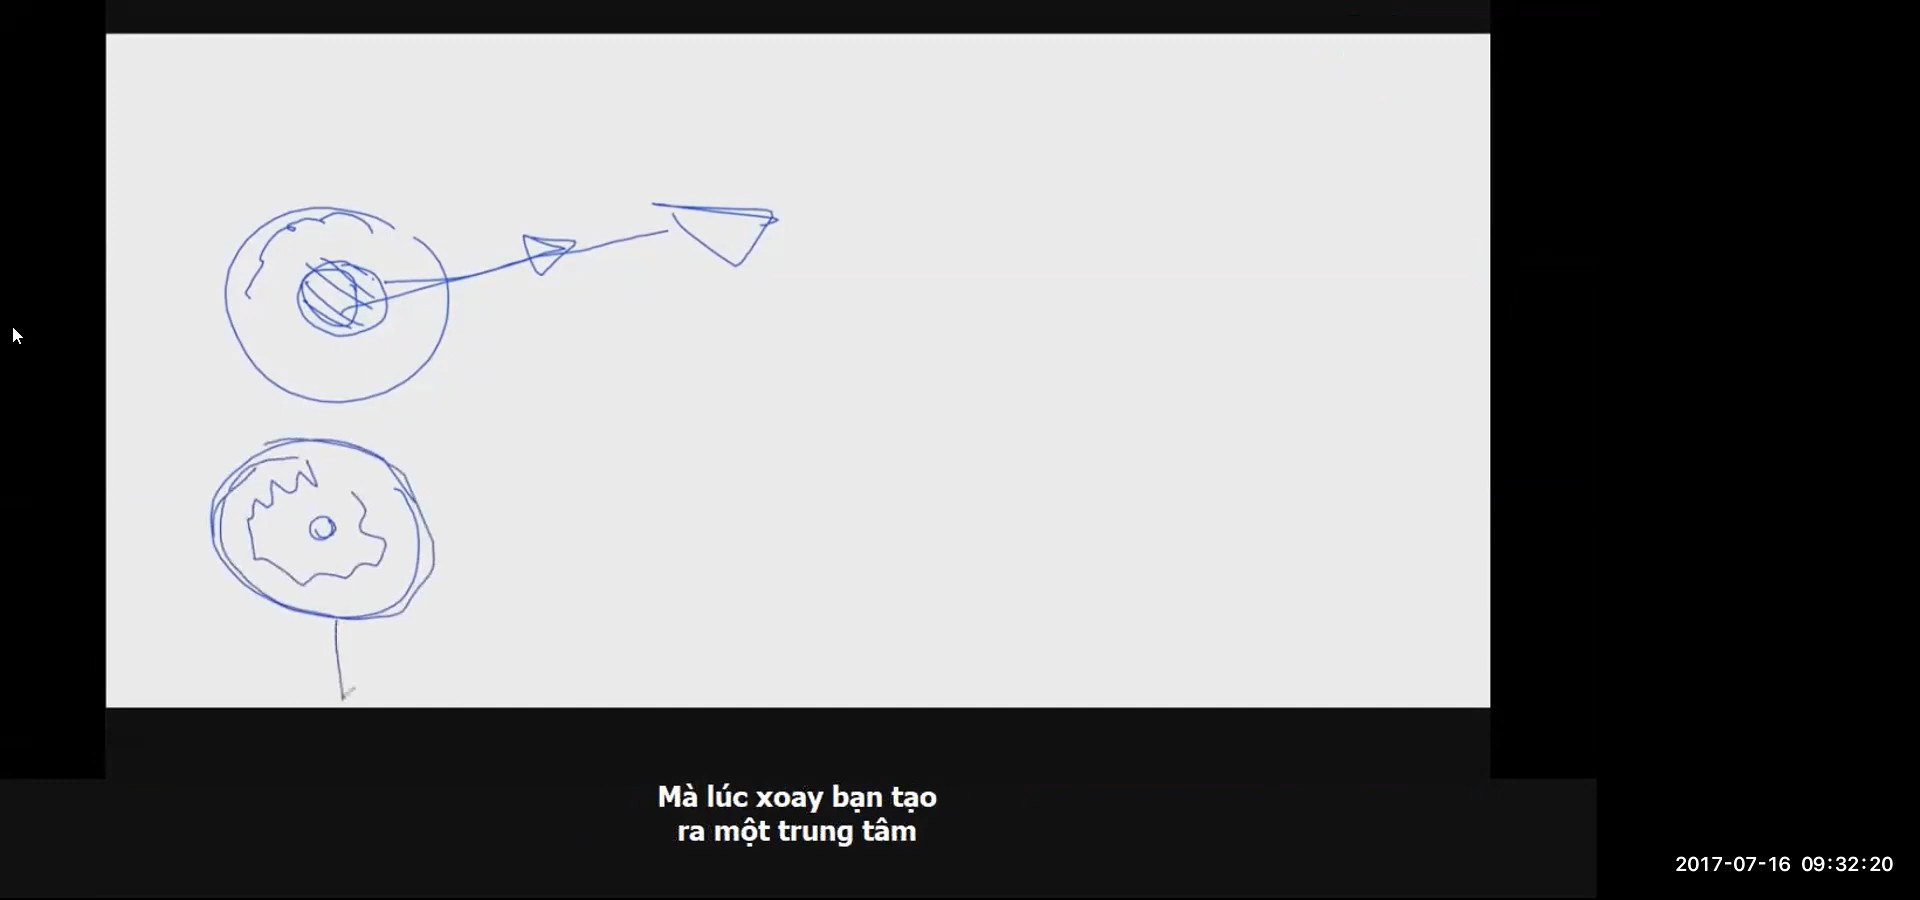 Mà lúc xoay bạn tạo
ra một trung tâm
2017-07-16 09:32:20